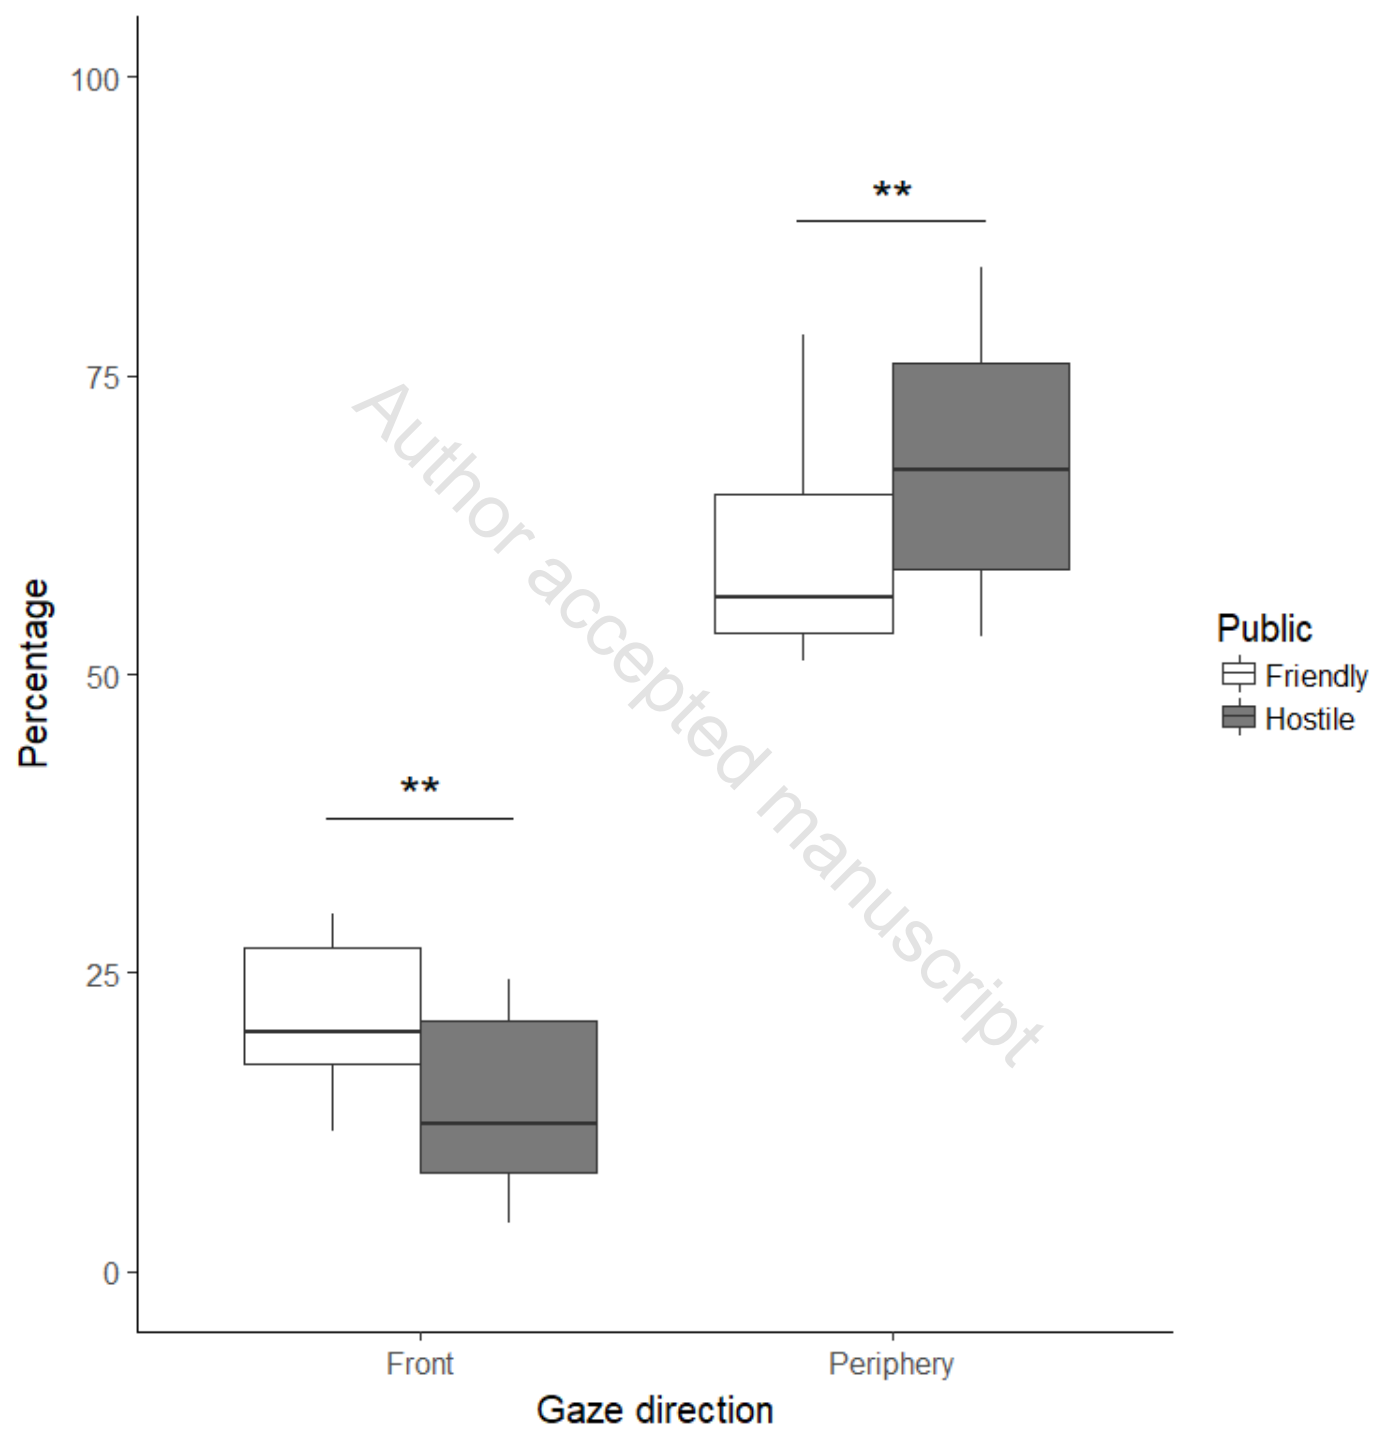 100
75
50
25
0
Percentage
**
**
Front
Periphery
Gaze direction
Public
Friendly
Hostile
Author accepted manuscript